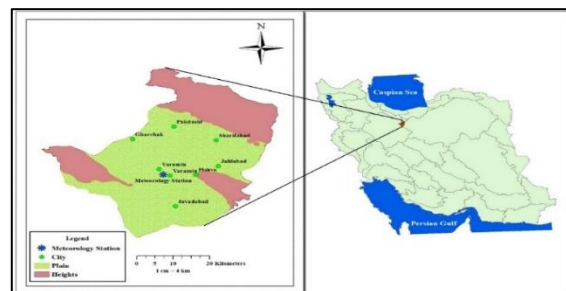 N
Pakdasht
Gharchak
Sharifabad
Jalilabad
Varamin
Varamin
Pishva
Meteorology Station
Javadabad
Legend
Meteorology Station
City
Plain
Heights
0
5
10
20 Kilometers
1 cm = 4 km
Caspian Sea
Persian Gulf